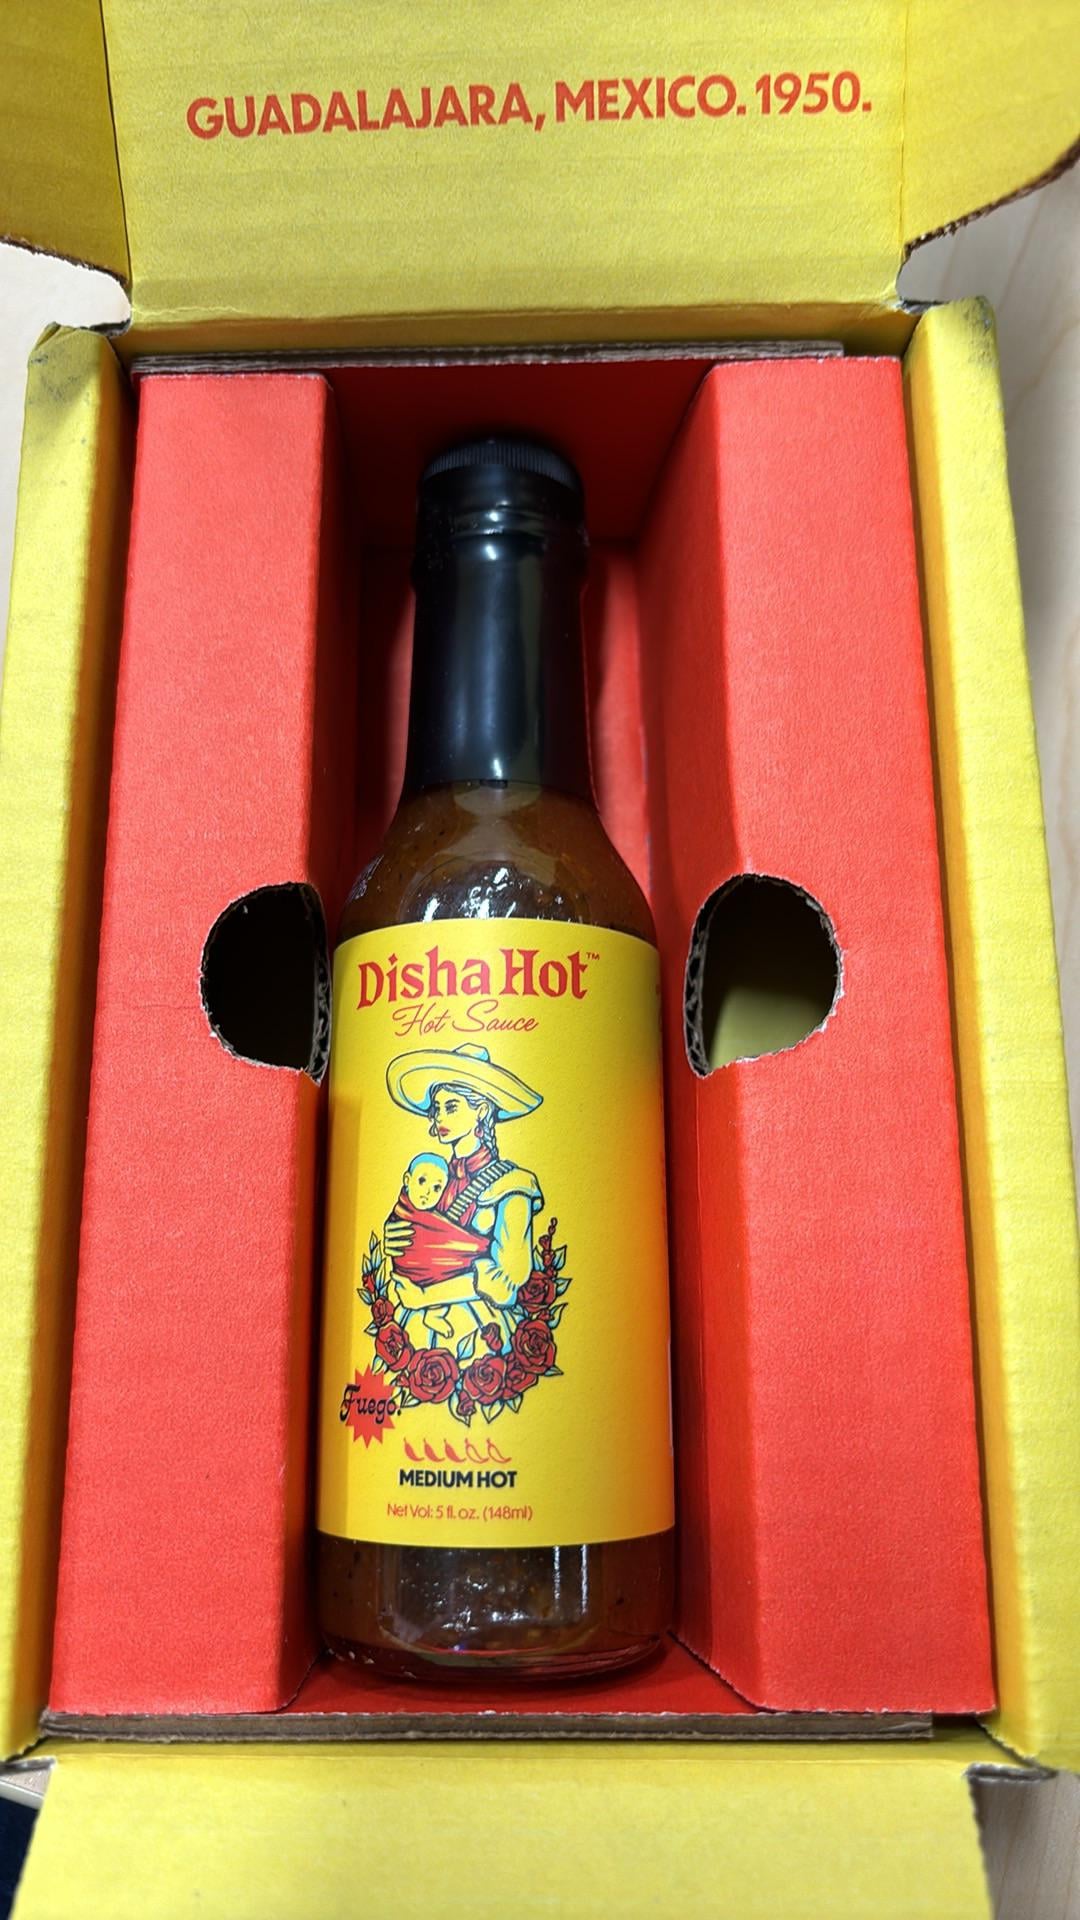 GUADALAJARA, MEXICO. 1950.
Disha Hot™
Hot Sauce
Fuego!
MEDIUM HOT
Net Vol: 5 fl. oz. (148ml)